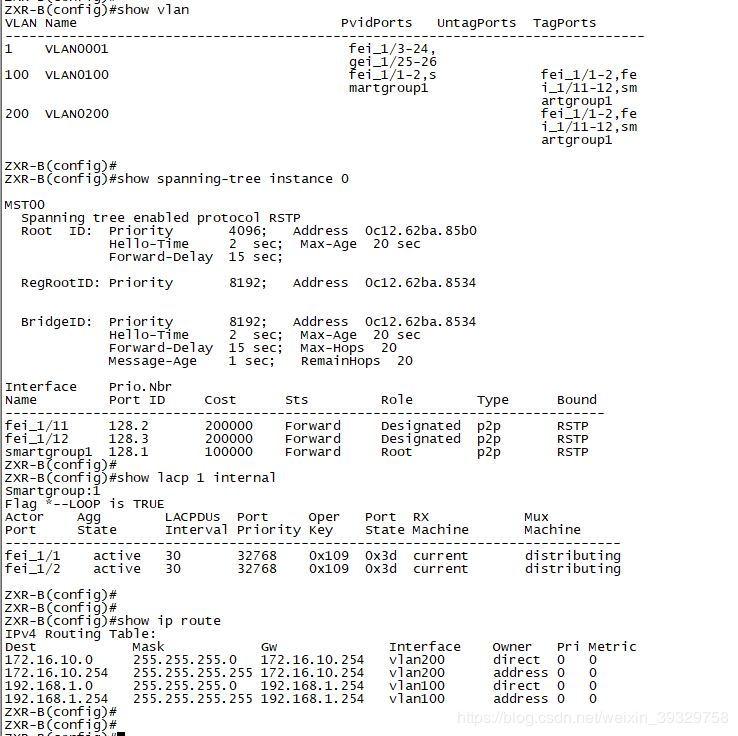 ZXR-B(config)#
ZXR-B(config)#show vlan
VLAN Name PvidPorts UntagPorts TagPorts
--------------------------------------------------------------------------------
1 VLAN0001 fei_1/3-24,
gei_1/25-26
100 VLAN0100 fei_1/1-2,s fei_1/1-2,fe
martgroup1 i_1/11-12,sm
artgroup1
200 VLAN0200 fei_1/1-2,fe
i_1/11-12,sm
artgroup1
ZXR-B(config)#
ZXR-B(config)#show spanning-tree instance 0
MST00
Spanning tree enabled protocol RSTP
Root ID: Priority 4096; Address 0c12.62ba.85b0
Hello-Time 2 sec; Max-Age 20 sec
Forward-Delay 15 sec;
RegRootID: Priority 8192; Address 0c12.62ba.8534
BridgeID: Priority 8192; Address 0c12.62ba.8534
Hello-Time 2 sec; Max-Age 20 sec
Forward-Delay 15 sec; Max-Hops 20
Message-Age 1 sec; RemainHops 20
Interface Prio.Nbr
Name Port ID Cost Sts Role Type Bound
---------------------------------------------------------------------------
fei_1/11 128.2 200000 Forward Designated p2p RSTP
fei_1/12 128.3 200000 Forward Designated p2p RSTP
smartgroup1 128.1 100000 Forward Root p2p RSTP
ZXR-B(config)#
ZXR-B(config)#show lacp 1 internal
Smartgroup:1
Flag *--LOOP is TRUE
Actor Agg LACPDUs Port Oper Port RX Mux
Port State Interval Priority Key State Machine Machine
-----------------------------------------------------------------------------
fei_1/1 active 30 32768 0x109 0x3d current distributing
fei_1/2 active 30 32768 0x109 0x3d current distributing
ZXR-B(config)#
ZXR-B(config)#
ZXR-B(config)#show ip route
IPv4 Routing Table:
Dest Mask Gw Interface Owner Pri Metric
172.16.10.0 255.255.255.0 172.16.10.254 vlan200 direct 0 0
172.16.10.254 255.255.255.255 172.16.10.254 vlan200 address 0 0
192.168.1.0 255.255.255.0 192.168.1.254 vlan100 direct 0 0
192.168.1.254 255.255.255.255 192.168.1.254 vlan100 address 0 0
ZXR-B(config)#
ZXR-B(config)#
ZXR-B(config)#
https://blog.csdn.net/weixin_39329758